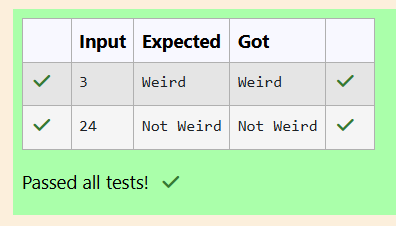 Input Expected Got
3 Weird Weird
24 Not Weird Not Weird
Passed all tests!